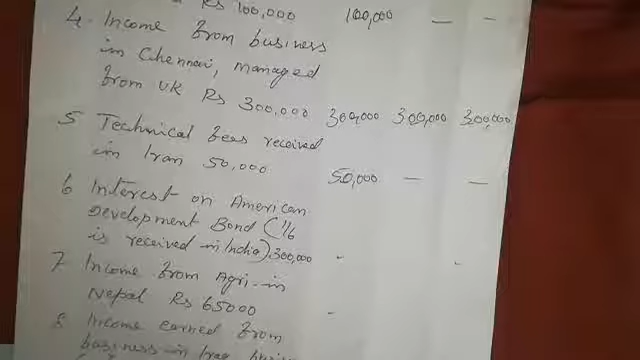 Rs 100,000 100,000 — —
4. Income from business
in Chennai, managed
from UK Rs 300,000 300,000 300,000 300,000
5 Technical fees received
in Iran 50,000 50,000 — —
6 Interest on American
Development Bond (1/6
is received in India) 300,000 - -
7 Income from Agri- in
Nepal Rs 65000 -
8 Income earned from
business in Iraq